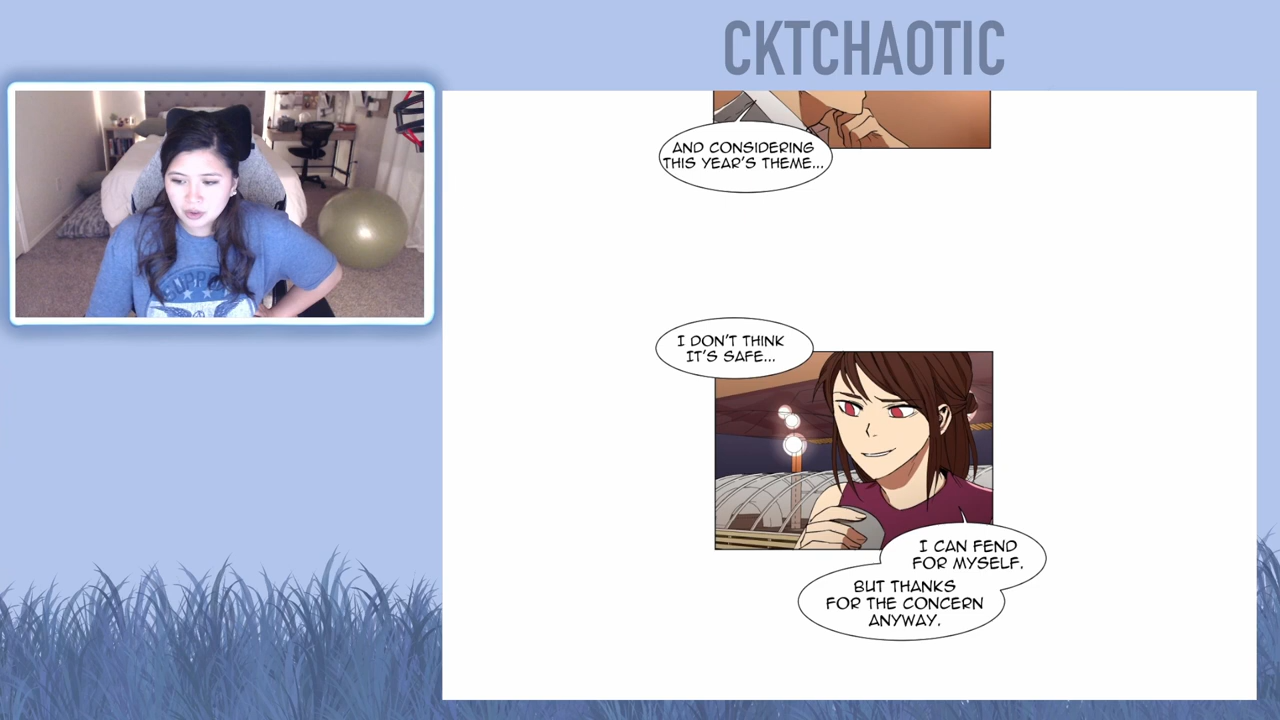 CKTCHAOTIC
AND CONSIDERING
THIS YEAR'S THEME...
I DON'T THINK
IT'S SAFE...
I CAN FEND
FOR MYSELF.
BUT THANKS
FOR THE CONCERN
ANYWAY.